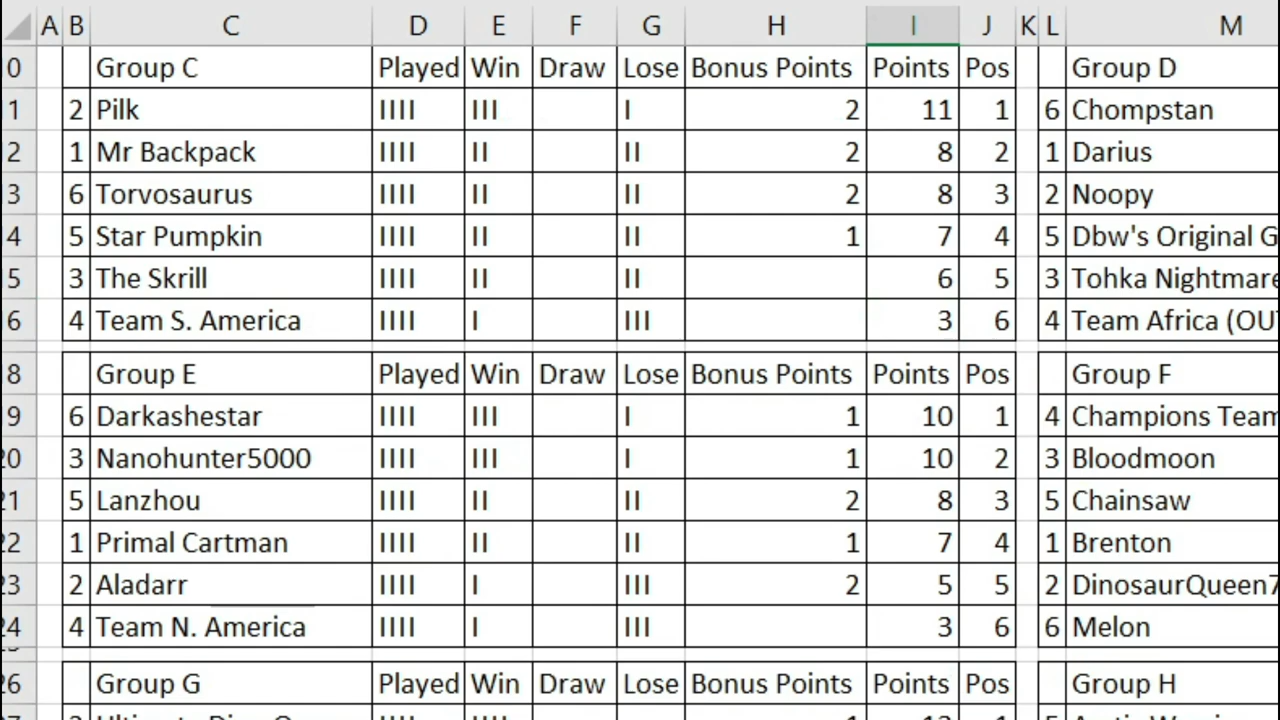 A B C D E F G H I J K L M
0 Group C Played Win Draw Lose Bonus Points Points Pos Group D
1 2 Pilk IIII III I 2 11 1 6 Chompstan
2 1 Mr Backpack IIII II II 2 8 2 1 Darius
3 6 Torvosaurus IIII II II 2 8 3 2 Noopy
4 5 Star Pumpkin IIII II II 1 7 4 5 Dbw's Original G
5 3 The Skrill IIII II II 6 5 3 Tohka Nightmare
6 4 Team S. America IIII I III 3 6 4 Team Africa (OUT
8 Group E Played Win Draw Lose Bonus Points Points Pos Group F
9 6 Darkashestar IIII III I 1 10 1 4 Champions Team
20 3 Nanohunter5000 IIII III I 1 10 2 3 Bloodmoon
21 5 Lanzhou IIII II II 2 8 3 5 Chainsaw
22 1 Primal Cartman IIII II II 1 7 4 1 Brenton
23 2 Aladarr IIII I III 2 5 5 2 DinosaurQueen7
24 4 Team N. America IIII I III 3 6 6 Melon
26 Group G Played Win Draw Lose Bonus Points Points Pos Group H